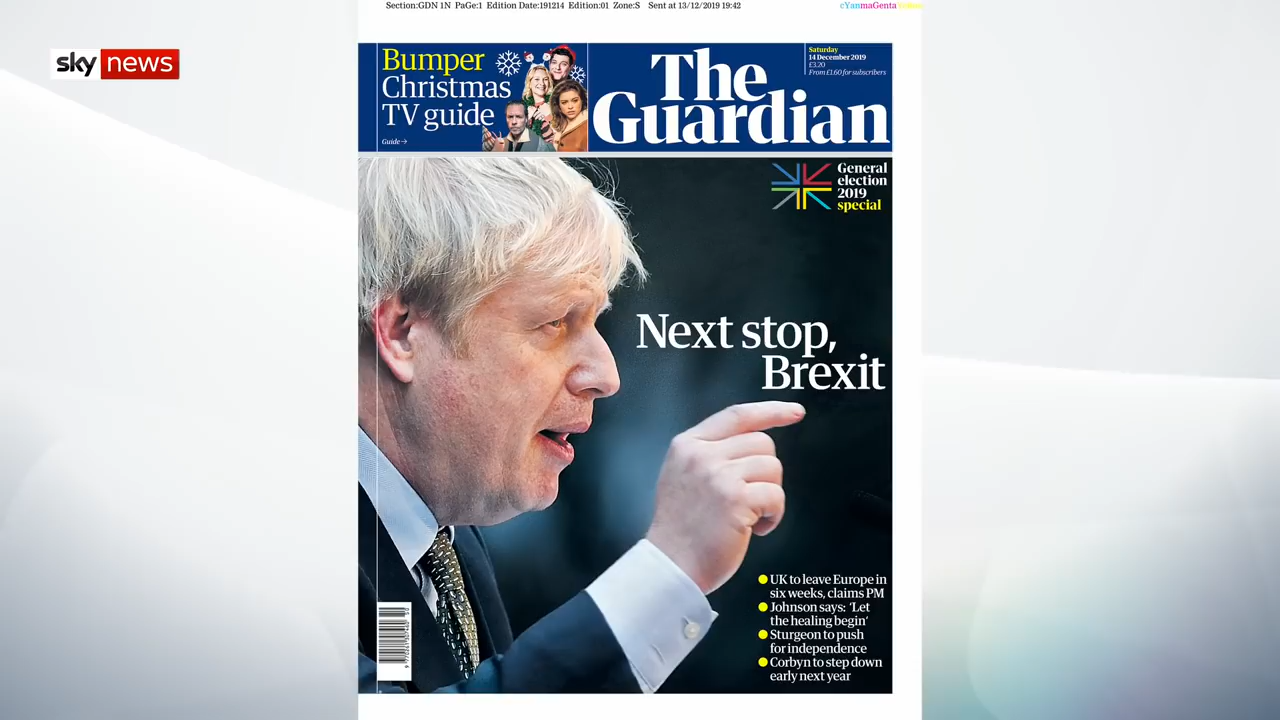 Section:GDN 1N PaGe:1 Edition Date:191214 Edition:01 Zone:S Sent at 13/12/2019 19:42
cYanmaGentaYellow
sky news
Bumper
Christmas
TV guide
Guide →
The
Guardian
Saturday
14 December 2019
£3.20
From £1.60 for subscribers
General
election
2019
special
Next stop,
Brexit
● UK to leave Europe in
six weeks, claims PM
● Johnson says: 'Let
the healing begin'
● Sturgeon to push
for independence
● Corbyn to step down
early next year